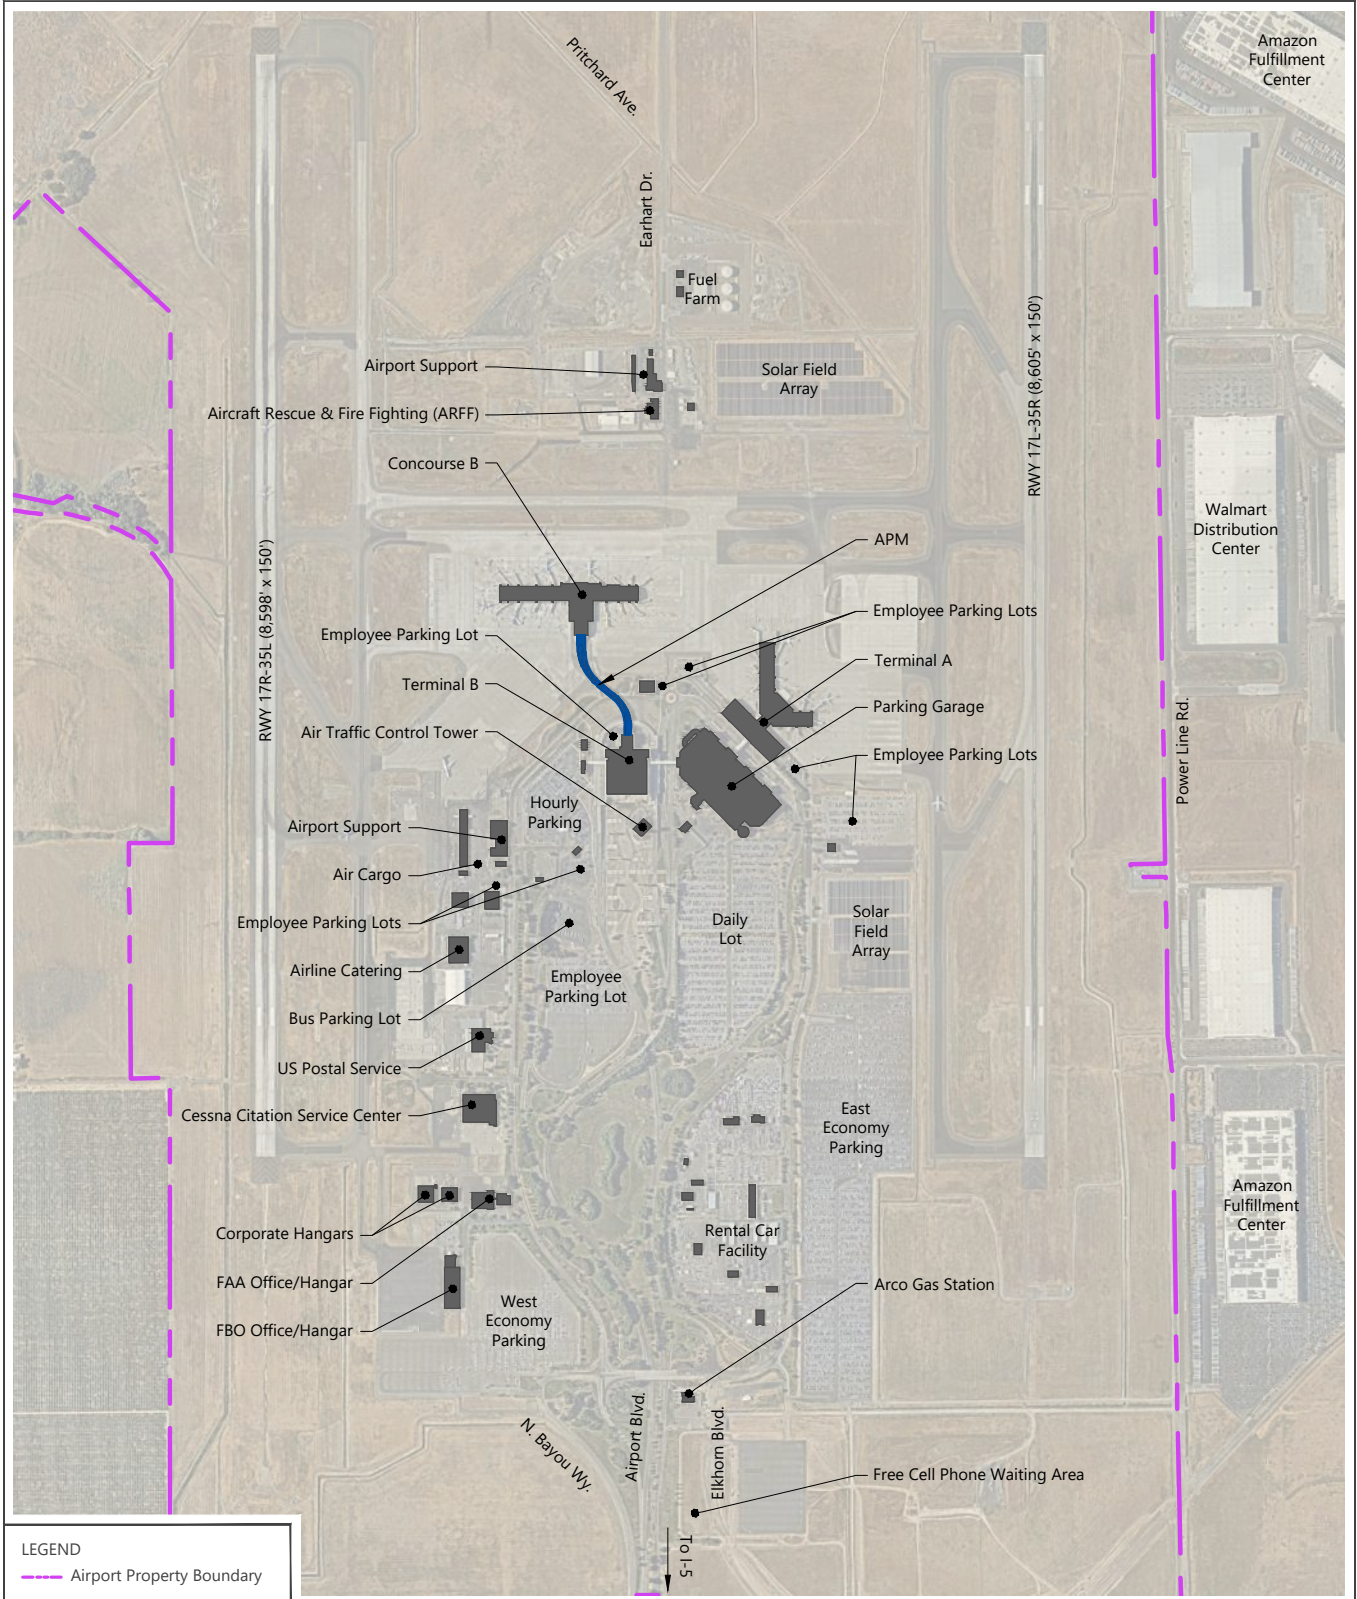 Amazon
Fulfillment
Center
Pritchard Ave.
Earhart Dr.
Fuel
Farm
RWY 17L-35R (8,605' x 150')
Airport Support
Solar Field
Array
Aircraft Rescue & Fire Fighting (ARFF)
Concourse B
Walmart
Distribution
Center
RWY 17R-35L (8,598' x 150')
APM
Employee Parking Lots
Employee Parking Lot
Terminal A
Terminal B
Parking Garage
Power Line Rd.
Air Traffic Control Tower
Employee Parking Lots
Hourly
Parking
Airport Support
Air Cargo
Employee Parking Lots
Daily
Lot
Solar
Field
Array
Airline Catering
Employee
Parking Lot
Bus Parking Lot
US Postal Service
Cessna Citation Service Center
East
Economy
Parking
Amazon
Fulfillment
Center
Corporate Hangars
Rental Car
Facility
FAA Office/Hangar
Arco Gas Station
FBO Office/Hangar
West
Economy
Parking
N. Bayou Wy.
Airport Blvd.
Elkhorn Blvd.
Free Cell Phone Waiting Area
To I-5
LEGEND
Airport Property Boundary